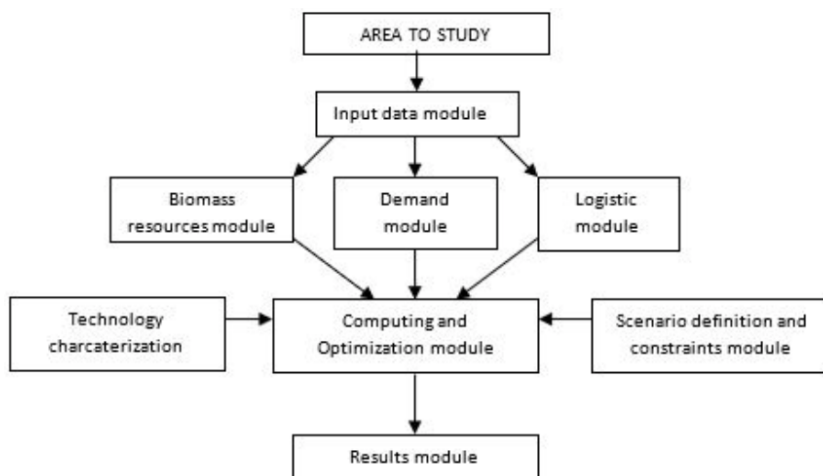 AREA TO STUDY
Input data module
Biomass
resources module
Demand
module
Logistic
module
Technology
charcaterization
Computing and
Optimization module
Scenario definition and
constraints module
Results module